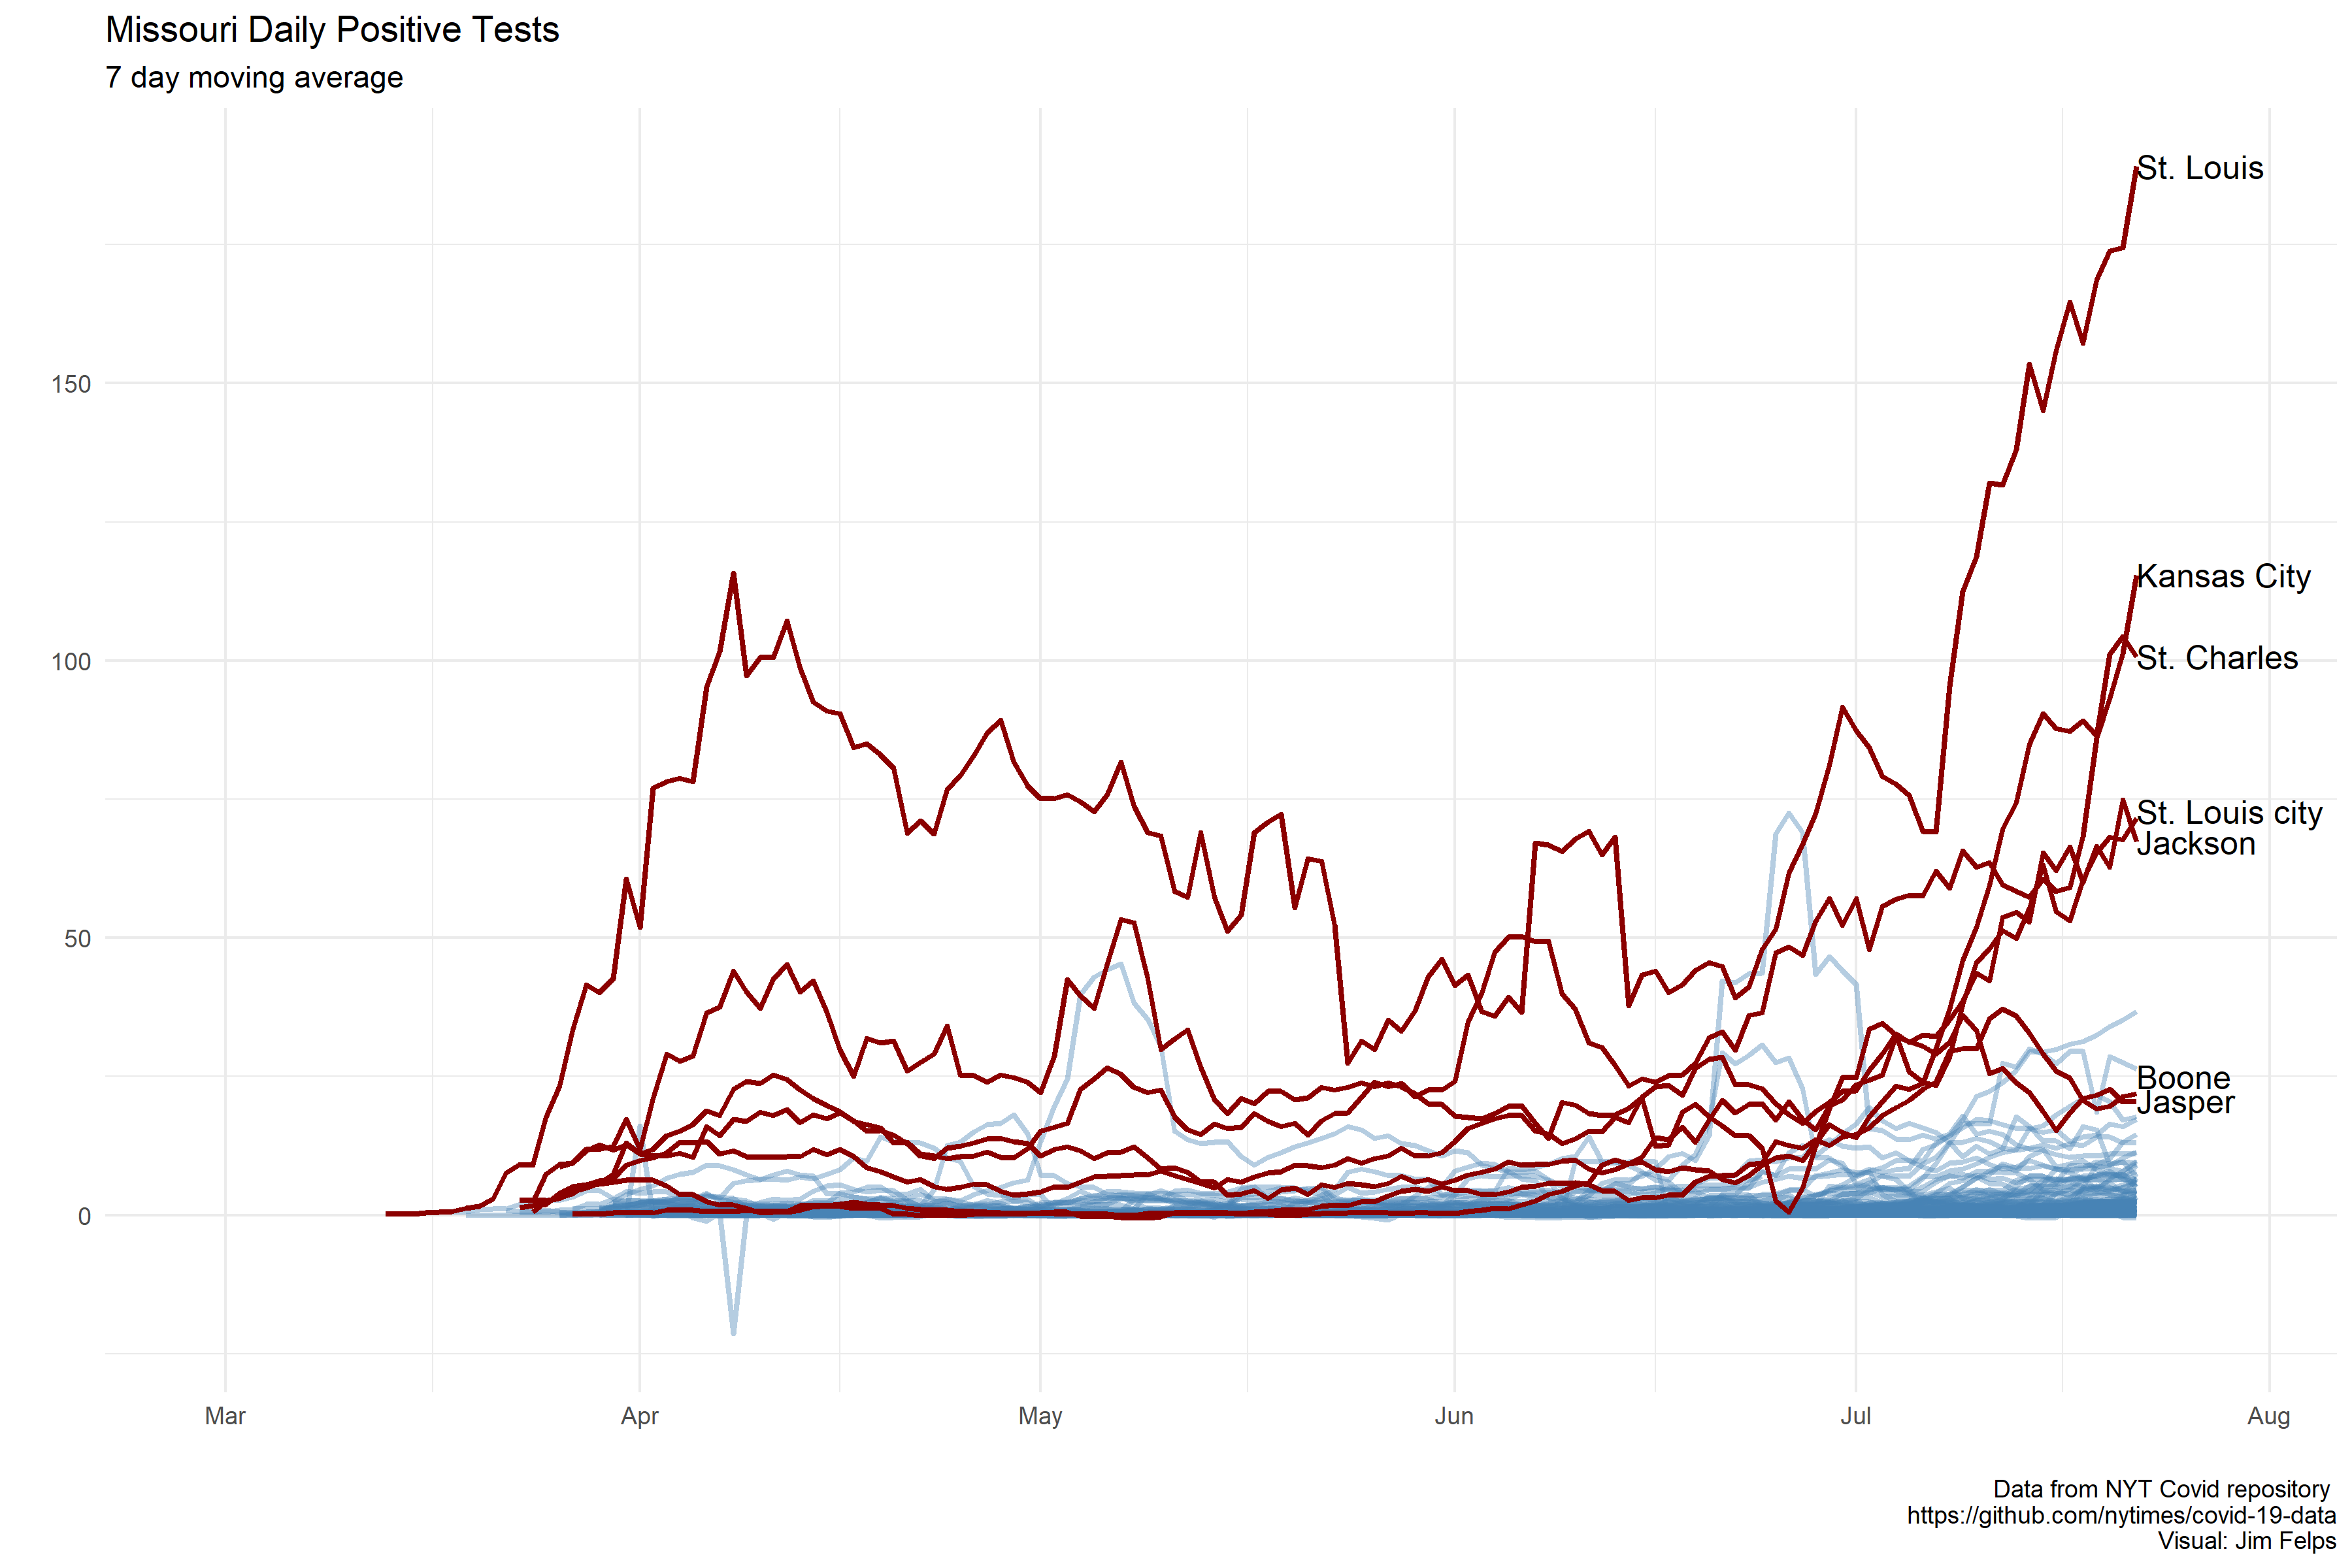 Missouri Daily Positive Tests
7 day moving average
St. Louis
Kansas City
St. Charles
St. Louis city
Jackson
Boone
Jasper
150
100
50
0
Mar Apr May Jun Jul Aug
Data from NYT Covid repository
https://github.com/nytimes/covid-19-data
Visual: Jim Felps